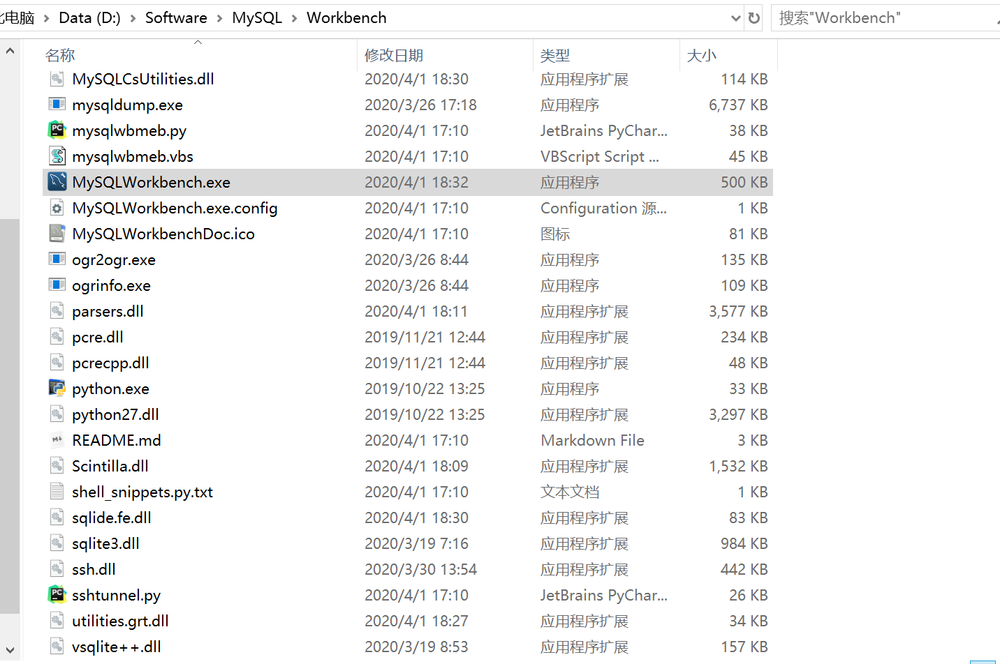 电脑 > Data (D:) > Software > MySQL > Workbench 搜索"Workbench"
名称 修改日期 类型 大小
MySQLCsUtilities.dll 2020/4/1 18:30 应用程序扩展 114 KB
mysqldump.exe 2020/3/26 17:18 应用程序 6,737 KB
mysqlwbmeb.py 2020/4/1 17:10 JetBrains PyChar... 38 KB
mysqlwbmeb.vbs 2020/4/1 17:10 VBScript Script ... 45 KB
MySQLWorkbench.exe 2020/4/1 18:32 应用程序 500 KB
MySQLWorkbench.exe.config 2020/4/1 17:10 Configuration 源... 1 KB
MySQLWorkbenchDoc.ico 2020/4/1 17:10 图标 81 KB
ogr2ogr.exe 2020/3/26 8:44 应用程序 135 KB
ogrinfo.exe 2020/3/26 8:44 应用程序 109 KB
parsers.dll 2020/4/1 18:11 应用程序扩展 3,577 KB
pcre.dll 2019/11/21 12:44 应用程序扩展 234 KB
pcrecpp.dll 2019/11/21 12:44 应用程序扩展 48 KB
python.exe 2019/10/22 13:25 应用程序 33 KB
python27.dll 2019/10/22 13:25 应用程序扩展 3,297 KB
README.md 2020/4/1 17:10 Markdown File 3 KB
Scintilla.dll 2020/4/1 18:09 应用程序扩展 1,532 KB
shell_snippets.py.txt 2020/4/1 17:10 文本文档 1 KB
sqlide.fe.dll 2020/4/1 18:30 应用程序扩展 83 KB
sqlite3.dll 2020/3/19 7:16 应用程序扩展 984 KB
ssh.dll 2020/3/30 13:54 应用程序扩展 442 KB
sshtunnel.py 2020/4/1 17:10 JetBrains PyChar... 26 KB
utilities.grt.dll 2020/4/1 18:27 应用程序扩展 34 KB
vsqlite++.dll 2020/3/19 8:53 应用程序扩展 157 KB